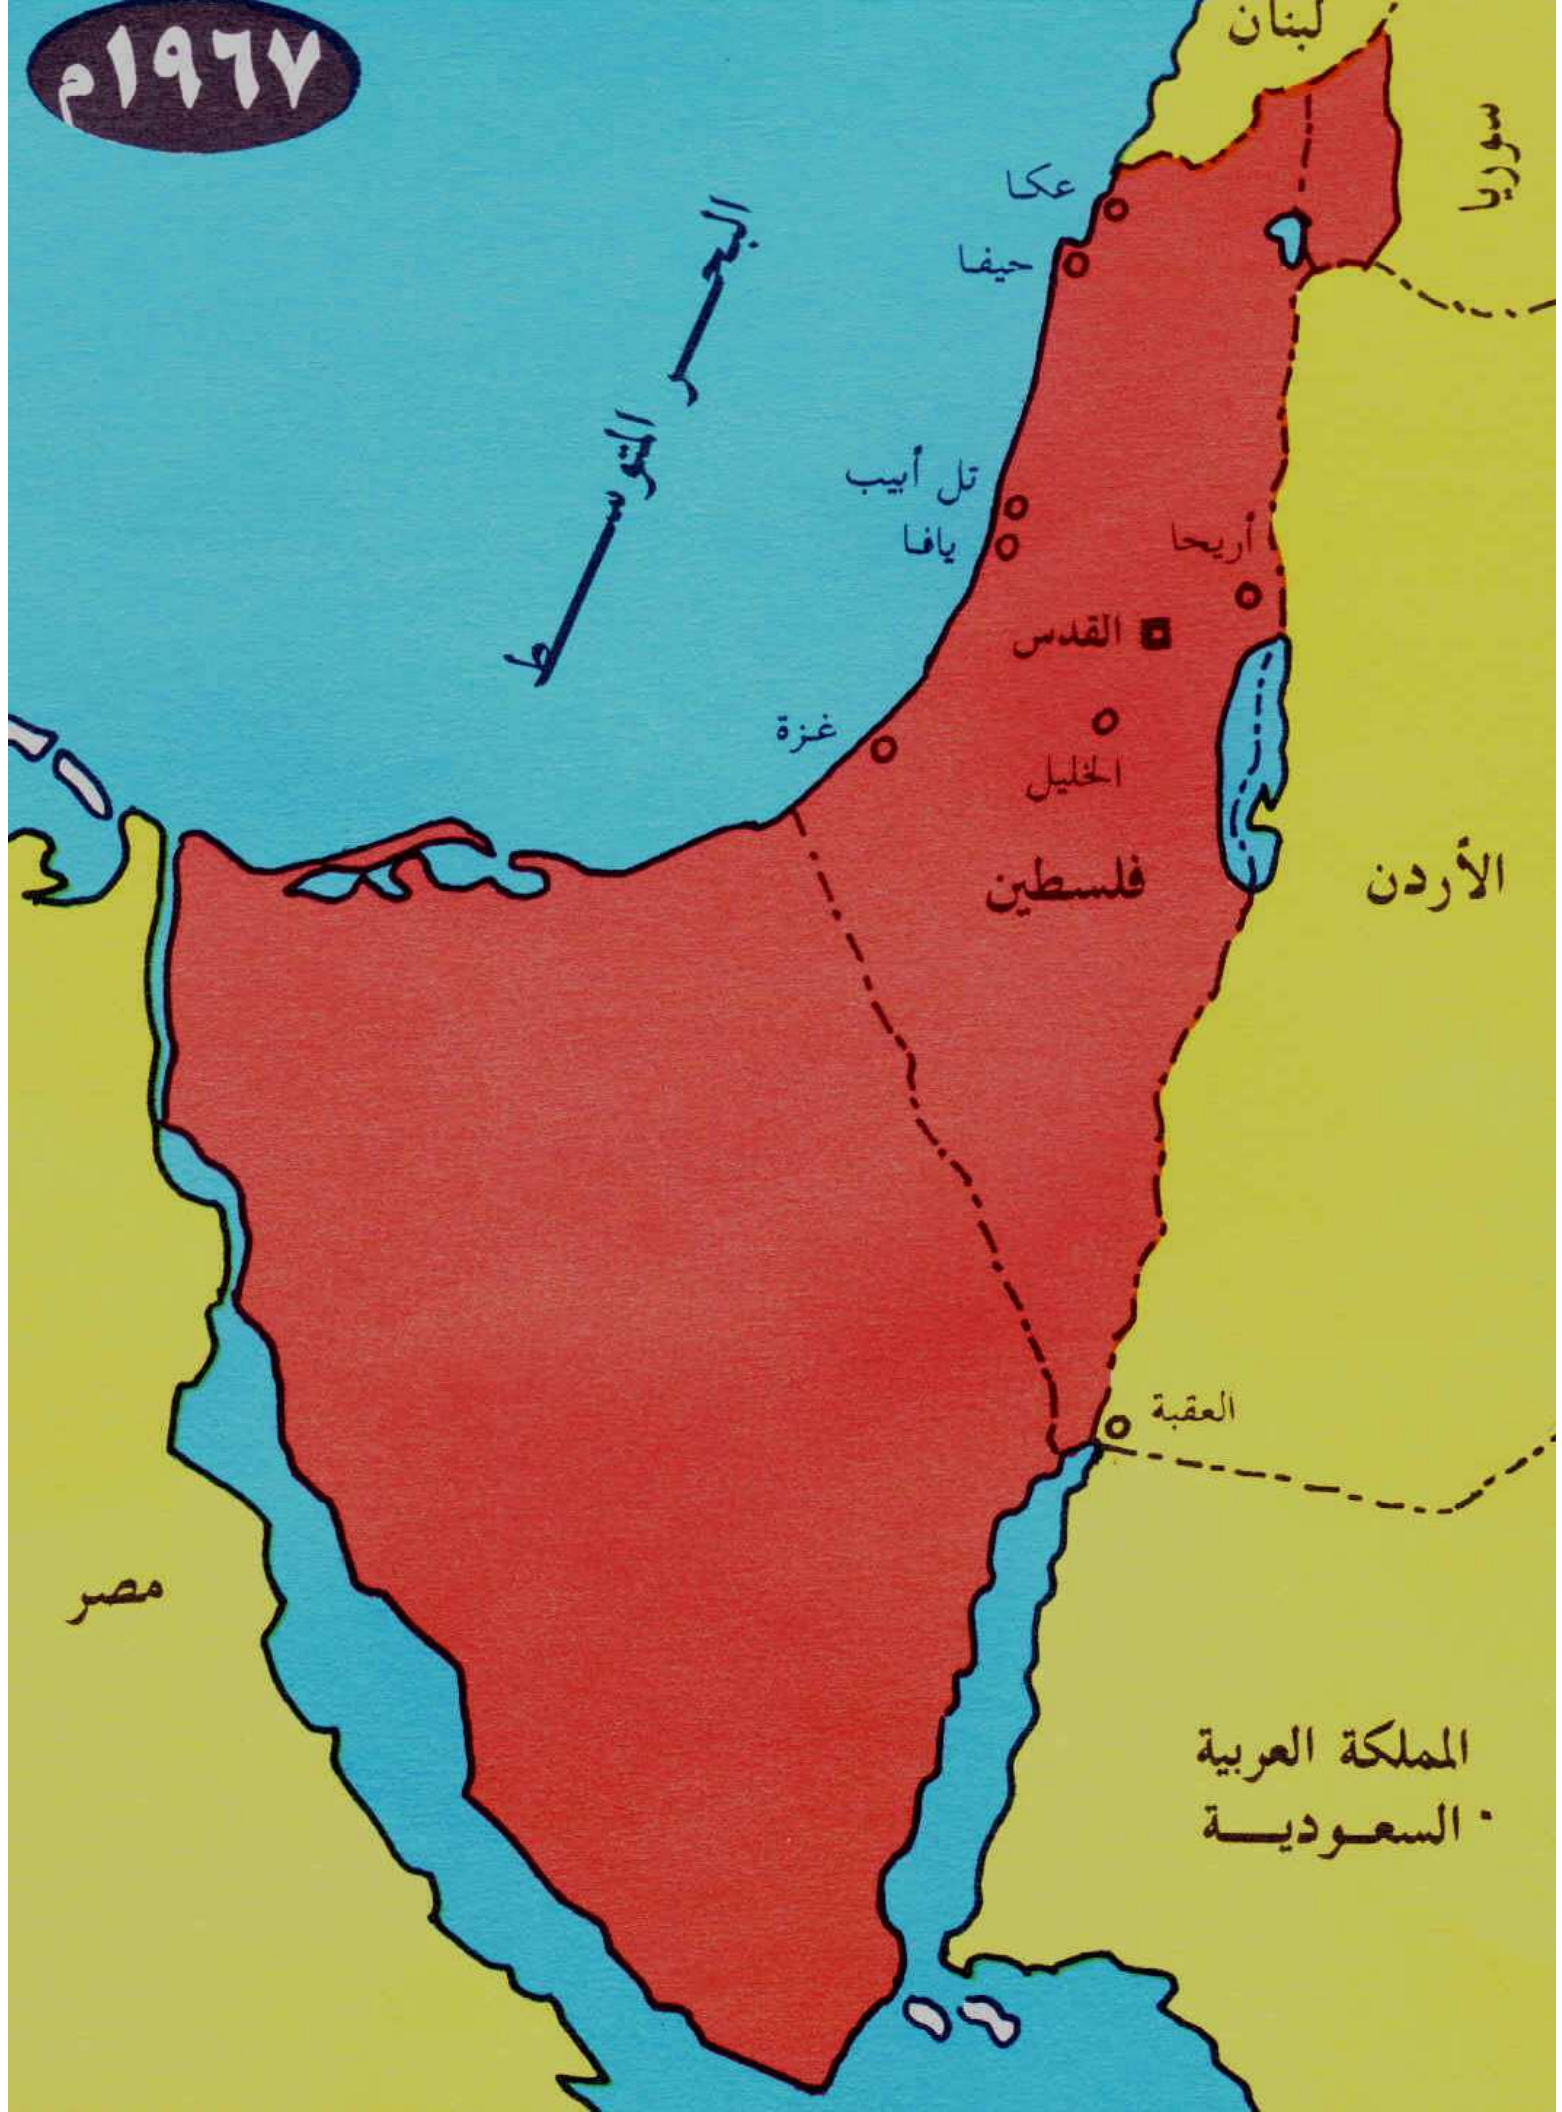 ١٩٦٧م
لبنان
سوريا
عكا
حيفا
البحر المتوسط
تل أبيب
يافا
أريحا
القدس
غزة
الخليل
فلسطين
الأردن
العقبة
مصر
المملكة العربية
السعودية